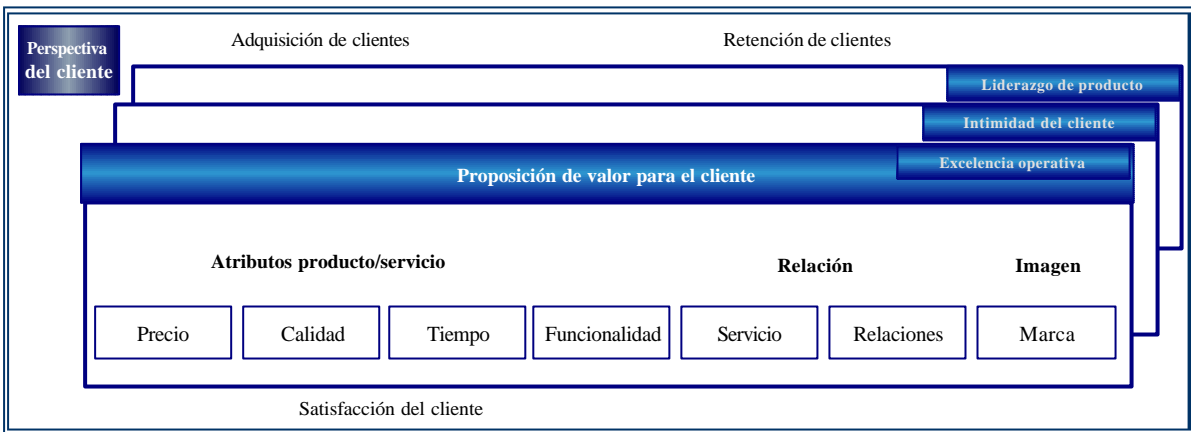 Perspectiva
del cliente
Adquisición de clientes
Retención de clientes
Liderazgo de producto
Intimidad del cliente
Excelencia operativa
Proposición de valor para el cliente
Atributos producto/servicio
Relación
Imagen
Precio
Calidad
Tiempo
Funcionalidad
Servicio
Relaciones
Marca
Satisfacción del cliente